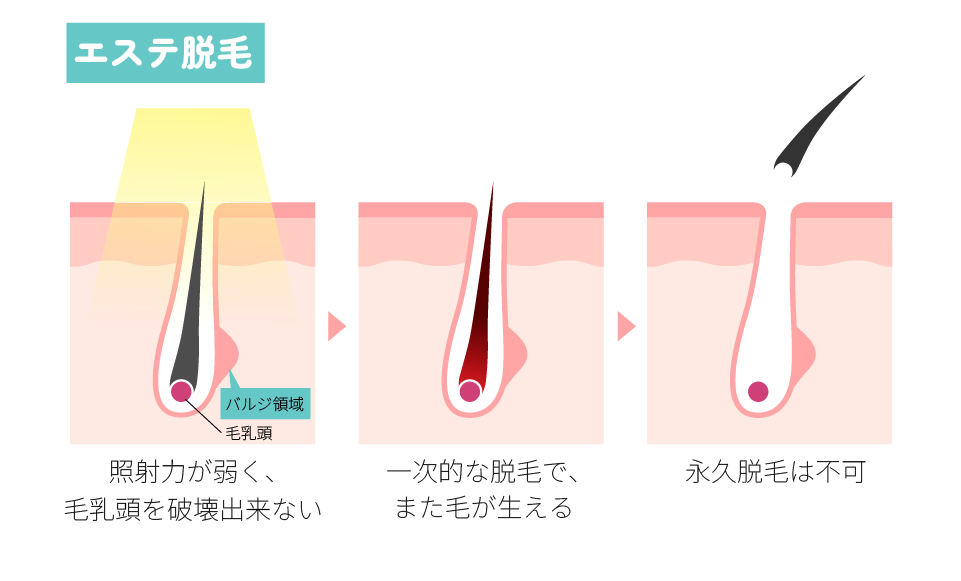 エステ脱毛
バルジ領域
毛乳頭
照射力が弱く、
毛乳頭を破壊出来ない
一次的な脱毛で、
また毛が生える
永久脱毛は不可